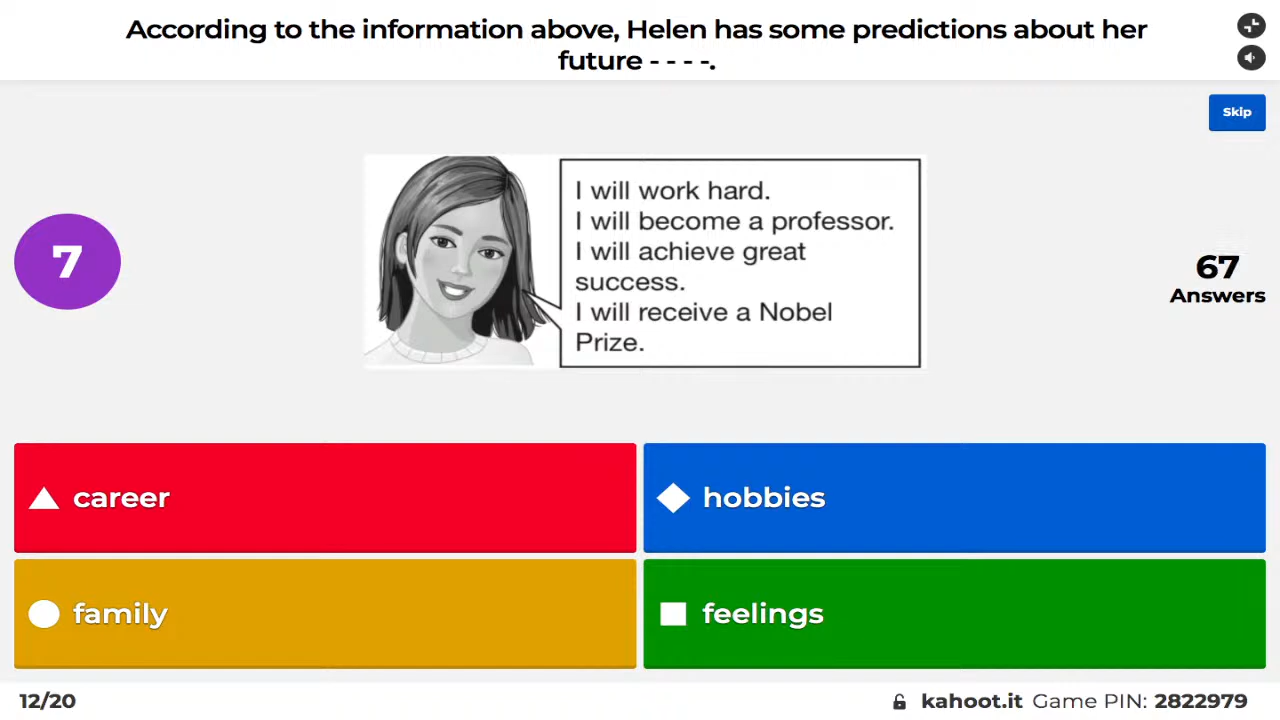 According to the information above, Helen has some predictions about her
future - - - -.
Skip
7
I will work hard.
I will become a professor.
I will achieve great
success.
I will receive a Nobel
Prize.
67
Answers
career
hobbies
family
feelings
12/20
kahoot.it Game PIN: 2822979